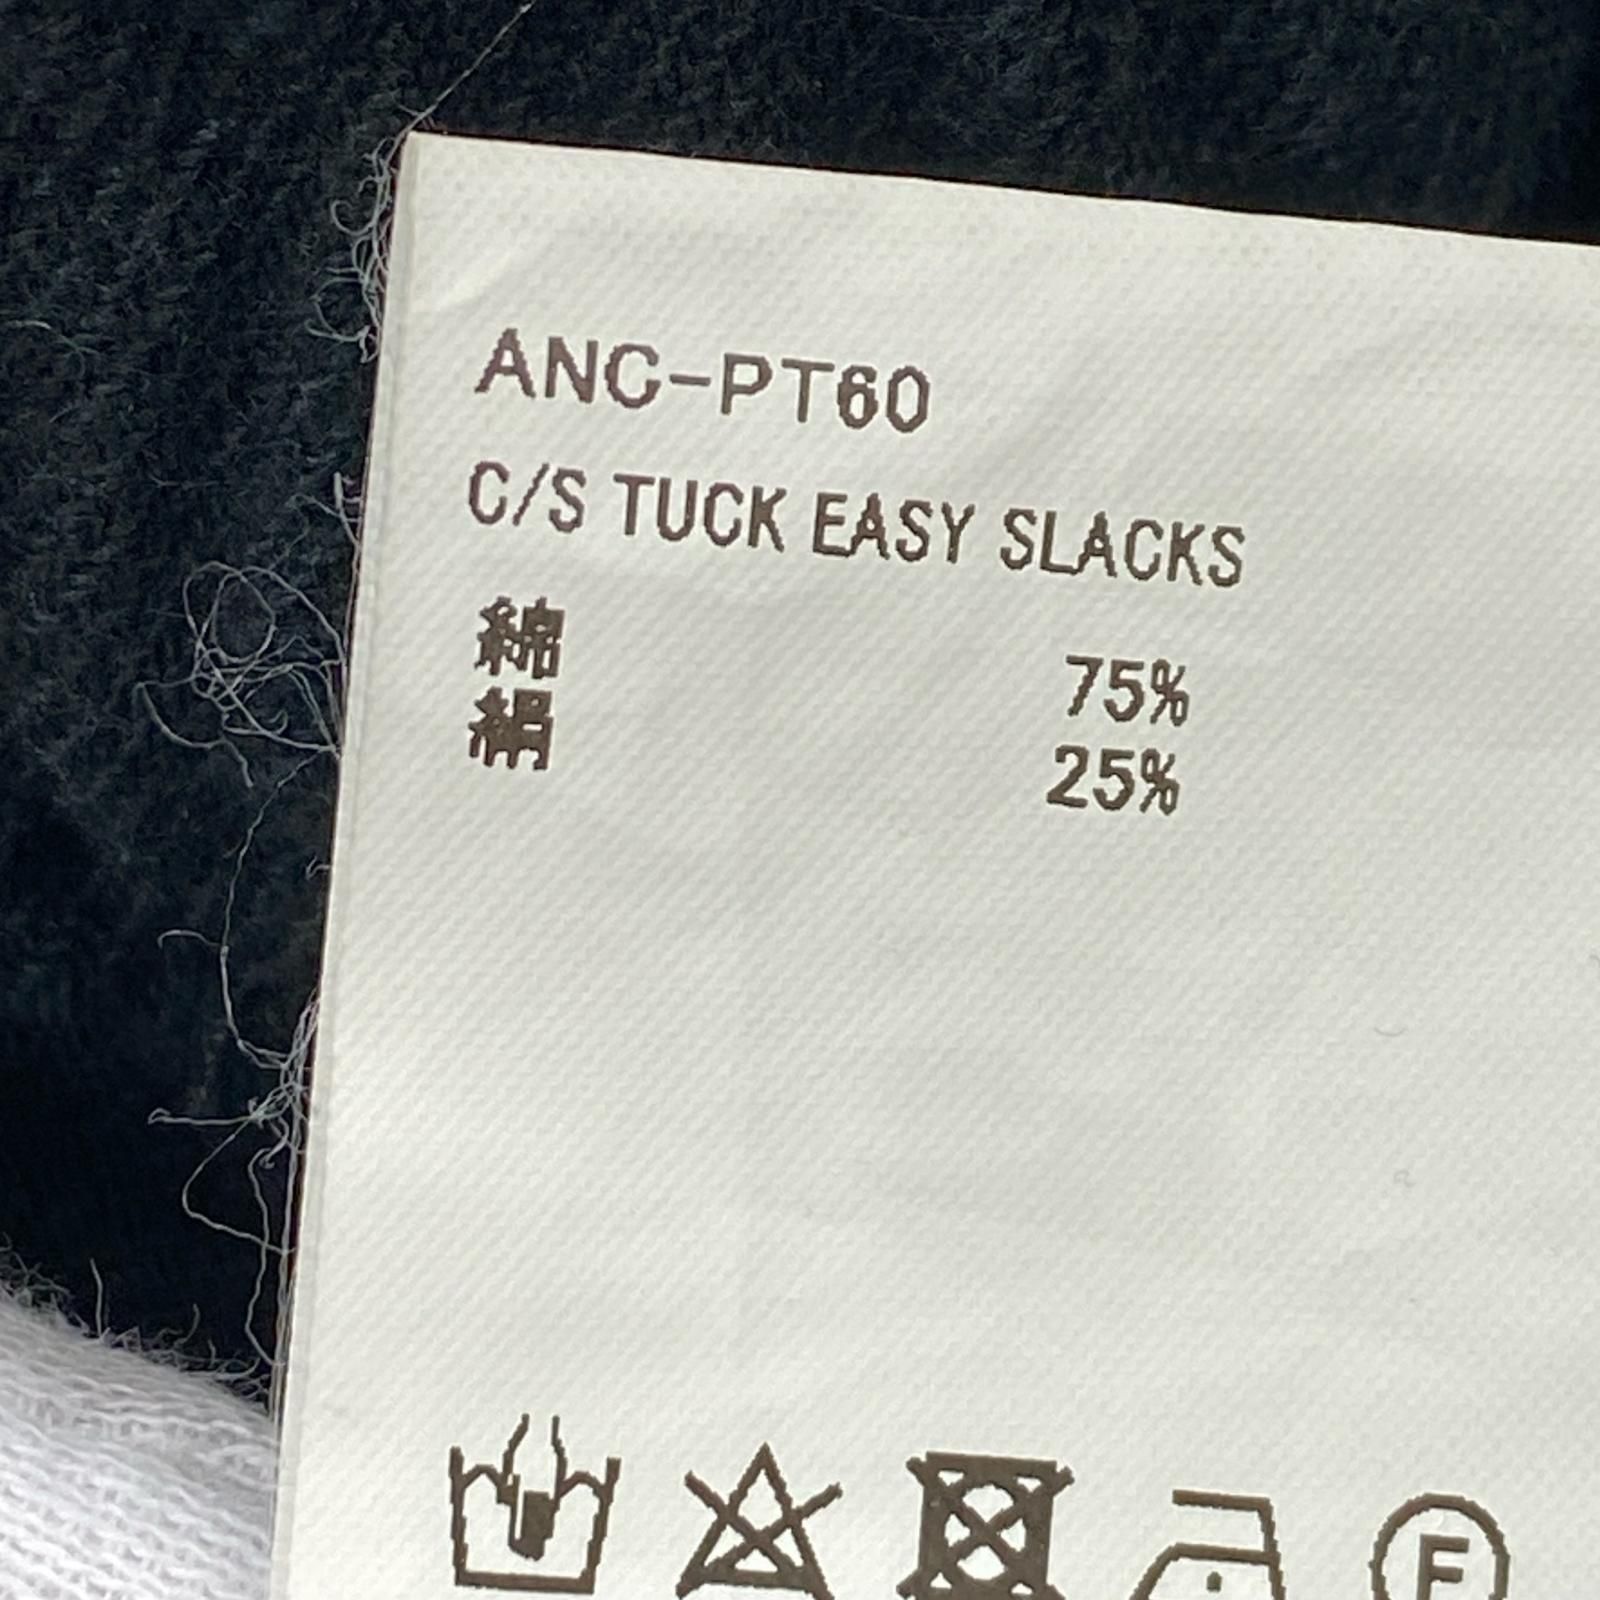 ANC-PT60
C/S TUCK EASY SLACKS
綿 75%
絹 25%
F